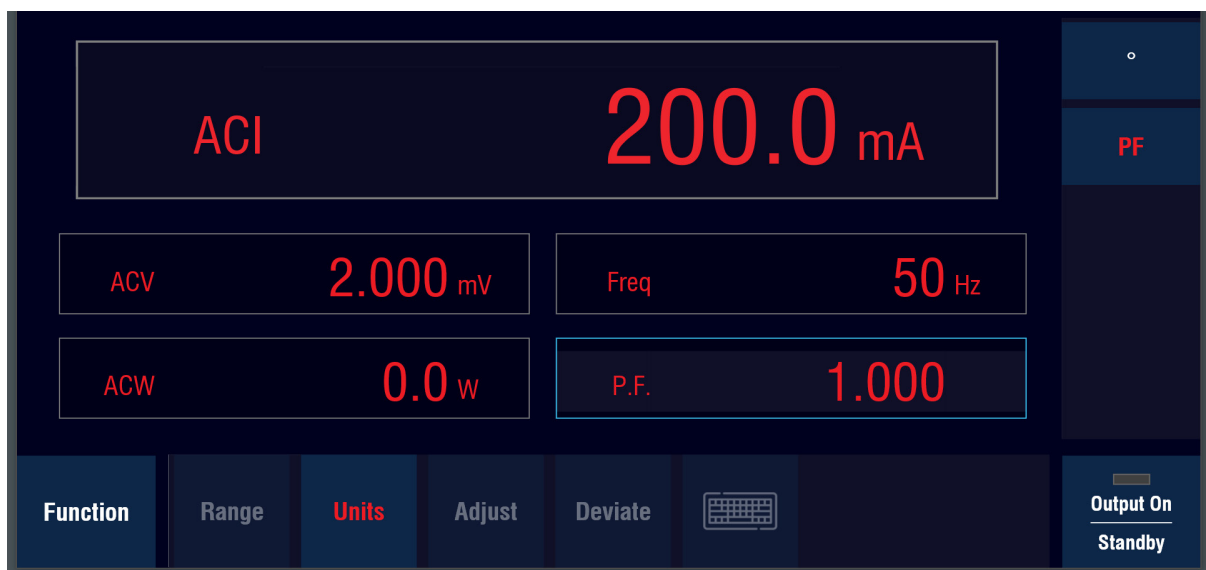 ACI 200.0 mA
ACV 2.000 mV
Freq 50 Hz
ACW 0.0 W
P.F. 1.000
°
PF
Function
Range
Units
Adjust
Deviate
Output On
Standby